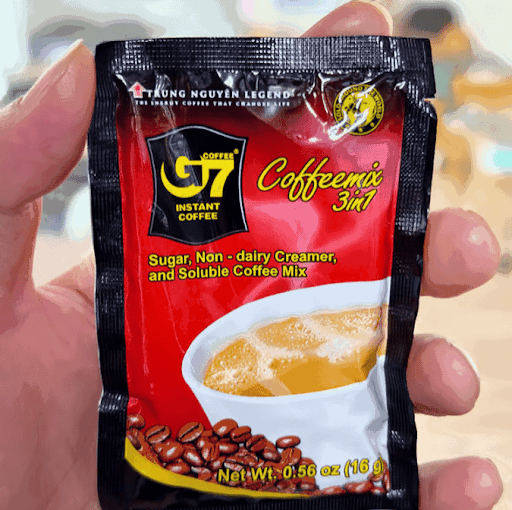 TRUNG NGUYÊN LEGEND
THE ENERGY COFFEE THAT CHANGES LIFE
COFFEE
G7®
INSTANT
COFFEE
Coffeemix
3in1
Sugar, Non - dairy Creamer,
and Soluble Coffee Mix
Net Wt. 0.56 oz (16 g)